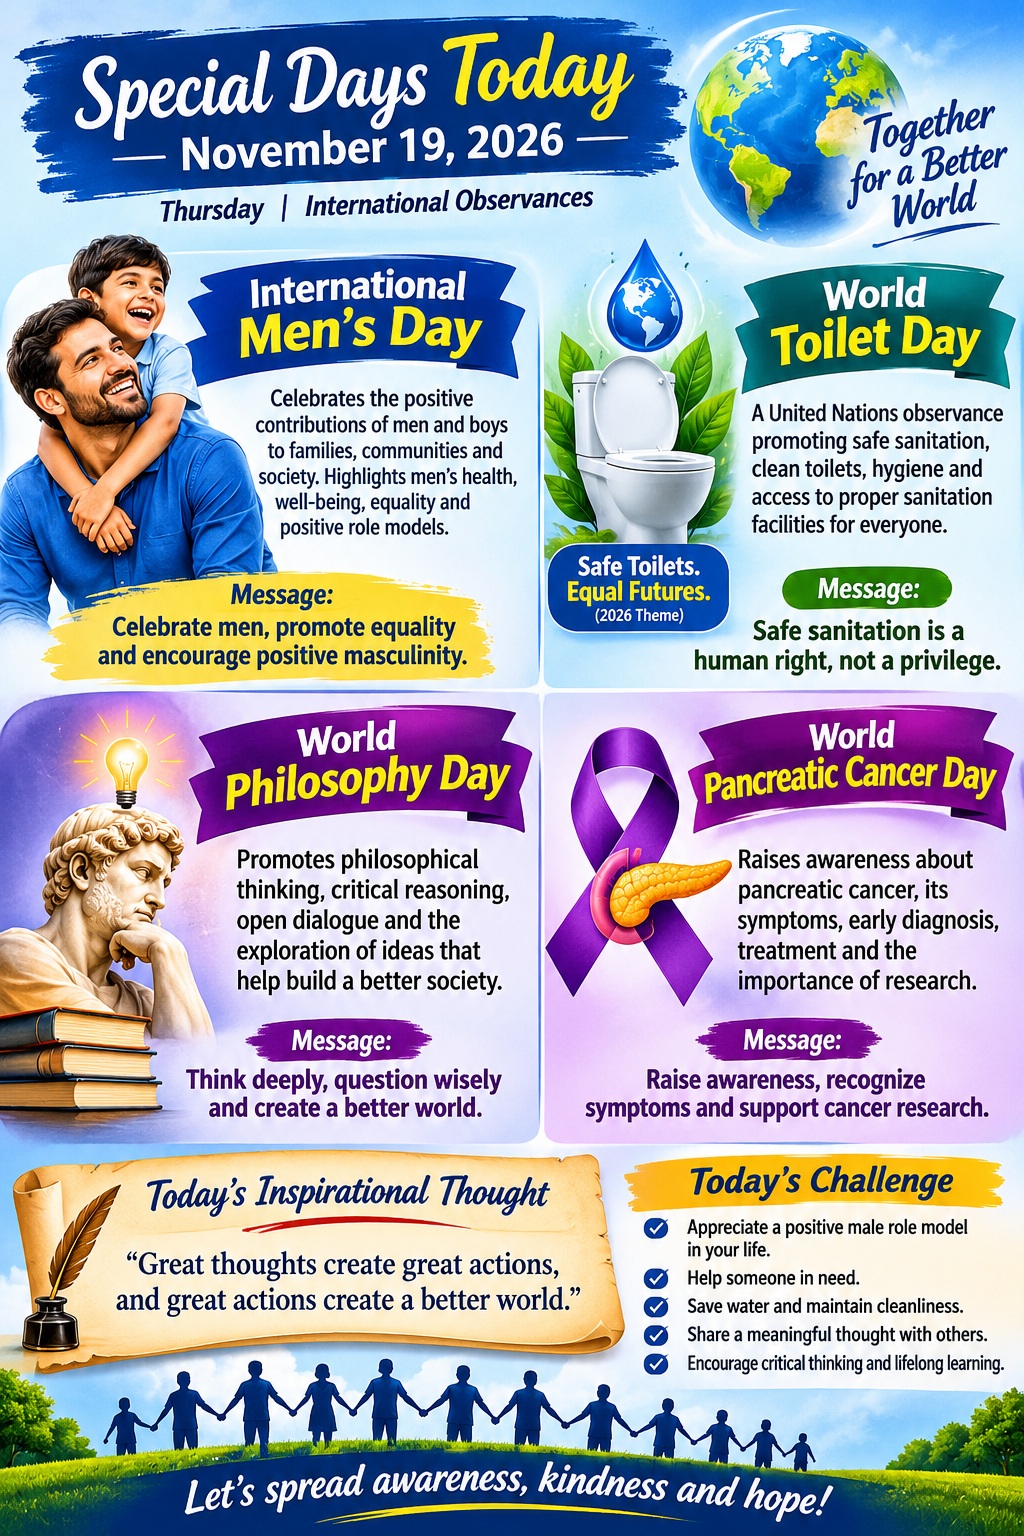 Special Days Today
November 19, 2026
Thursday | International Observances
Together
for a Better
World
International
Men's Day
Celebrates the positive
contributions of men and boys
to families, communities and
society. Highlights men's health,
well-being, equality and
positive role models.
Message:
Celebrate men, promote equality
and encourage positive masculinity.
World
Toilet Day
A United Nations observance
promoting safe sanitation,
clean toilets, hygiene and
access to proper sanitation
facilities for everyone.
Safe Toilets.
Equal Futures.
(2026 Theme)
Message:
Safe sanitation is a
human right, not a privilege.
World
Philosophy Day
Promotes philosophical
thinking, critical reasoning,
open dialogue and the
exploration of ideas that
help build a better society.
Message:
Think deeply, question wisely
and create a better world.
World
Pancreatic Cancer Day
Raises awareness about
pancreatic cancer, its
symptoms, early diagnosis,
treatment and the
importance of research.
Message:
Raise awareness, recognize
symptoms and support cancer research.
Today's Inspirational Thought
“Great thoughts create great actions,
and great actions create a better world.”
Today's Challenge
Appreciate a positive male role model
in your life.
Help someone in need.
Save water and maintain cleanliness.
Share a meaningful thought with others.
Encourage critical thinking and lifelong learning.
Let's spread awareness, kindness and hope!